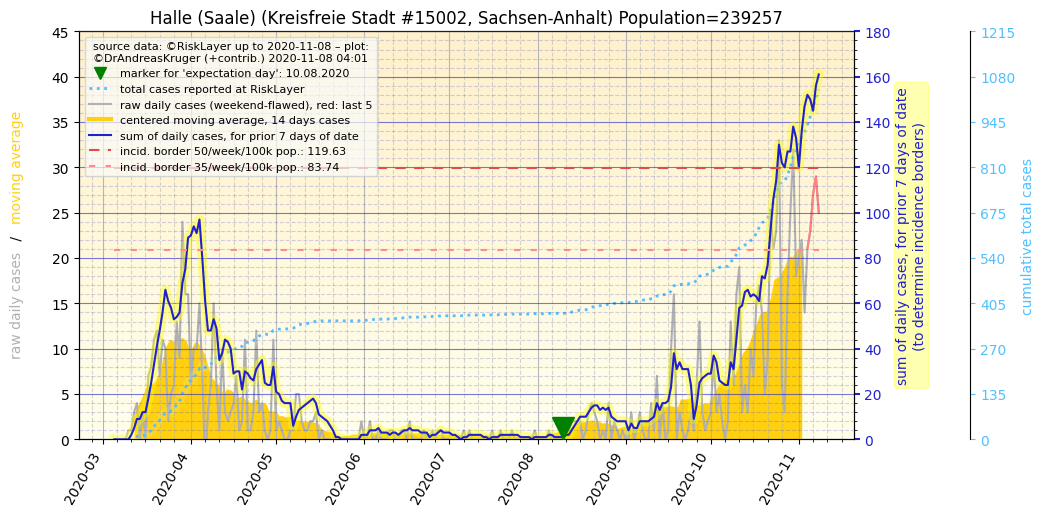 Halle (Saale) (Kreisfreie Stadt #15002, Sachsen-Anhalt) Population=239257
source data: ©RiskLayer up to 2020-11-08 – plot:
©DrAndreasKruger (+contrib.) 2020-11-08 04:01
marker for 'expectation day': 10.08.2020
total cases reported at RiskLayer
raw daily cases (weekend-flawed), red: last 5
centered moving average, 14 days cases
sum of daily cases, for prior 7 days of date
incid. border 50/week/100k pop.: 119.63
incid. border 35/week/100k pop.: 83.74
raw daily cases / moving average
45
40
35
30
25
20
15
10
5
0
2020-03
2020-04
2020-05
2020-06
2020-07
2020-08
2020-09
2020-10
2020-11
180
160
140
120
100
80
60
40
20
0
sum of daily cases, for prior 7 days of date
(to determine incidence borders)
1215
1080
945
810
675
540
405
270
135
0
cumulative total cases